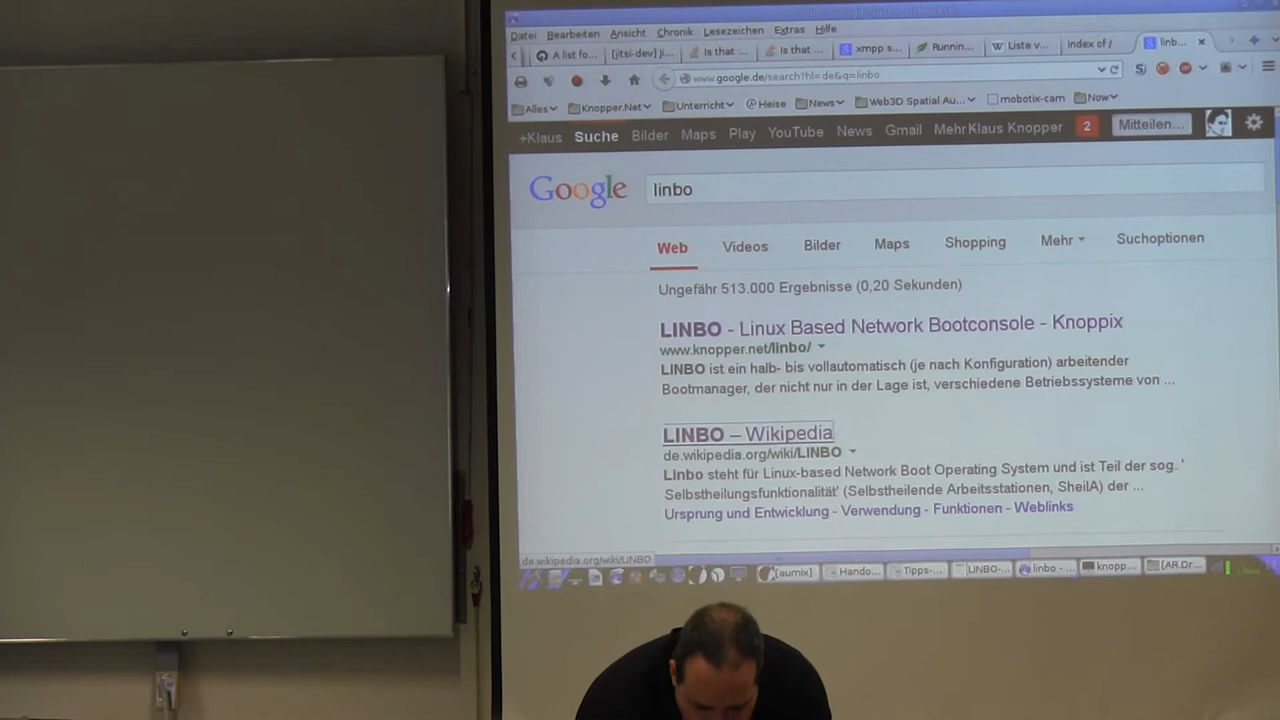 Datei Bearbeiten Ansicht Chronik Lesezeichen Extras Hilfe
A list fo... [jitsi-dev] Ji... Is that ... Is that ... xmpp s... Runnin... Liste v... Index of / linb...
www.google.de/search?hl=de&q=linbo
Alles Knopper.Net Unterricht Heise News Web3D Spatial Au... mobotix-cam Now
+Klaus Suche Bilder Maps Play YouTube News Gmail Mehr Klaus Knopper 2 Mitteilen...
Google linbo
Web Videos Bilder Maps Shopping Mehr Suchoptionen
Ungefähr 513.000 Ergebnisse (0,20 Sekunden)
LINBO - Linux Based Network Bootconsole - Knoppix
www.knopper.net/linbo/
LINBO ist ein halb- bis vollautomatisch (je nach Konfiguration) arbeitender
Bootmanager, der nicht nur in der Lage ist, verschiedene Betriebssysteme von ...
LINBO – Wikipedia
de.wikipedia.org/wiki/LINBO
Linbo steht für Linux-based Network Boot Operating System und ist Teil der sog. '
Selbstheilungsfunktionalität' (Selbstheilende Arbeitsstationen, SheilA) der ...
Ursprung und Entwicklung - Verwendung - Funktionen - Weblinks
de.wikipedia.org/wiki/LINBO
[aumix] Hando... Tipps-... LINBO-... linbo - ... knopp... [AR.Dr...